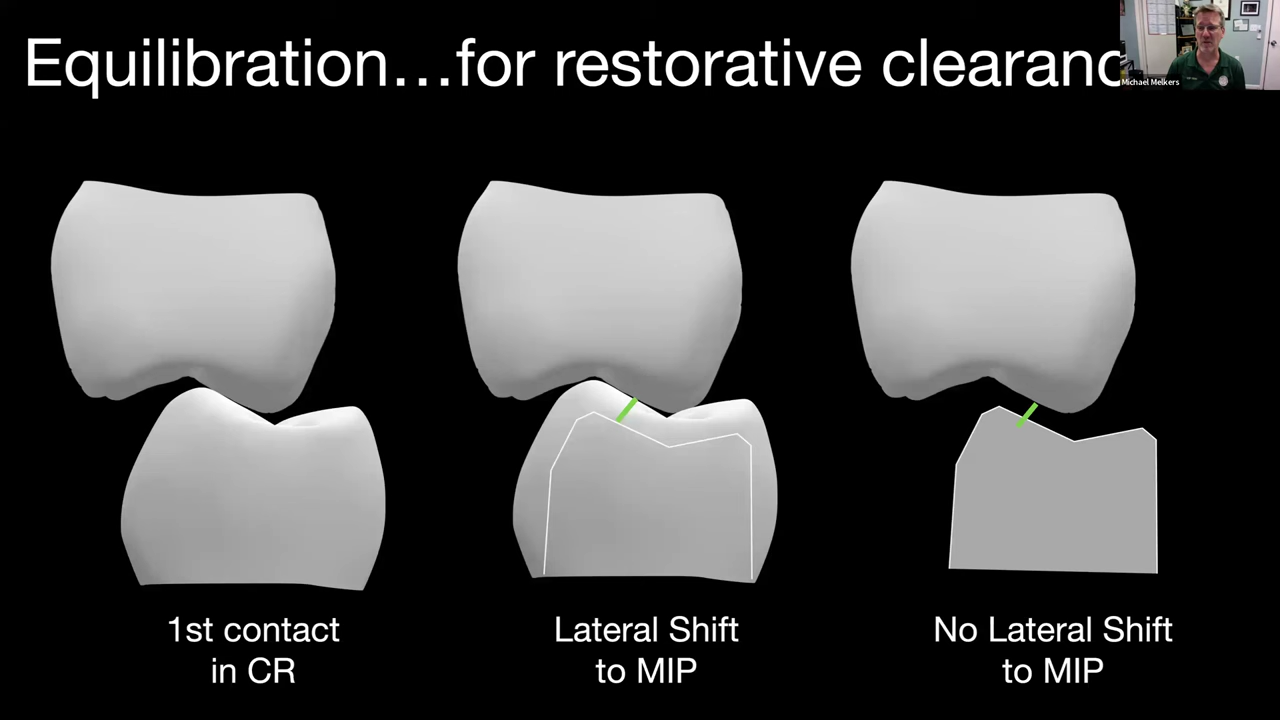 Equilibration…for restorative clearanc
Michael Melkers
1st contact
in CR
Lateral Shift
to MIP
No Lateral Shift
to MIP